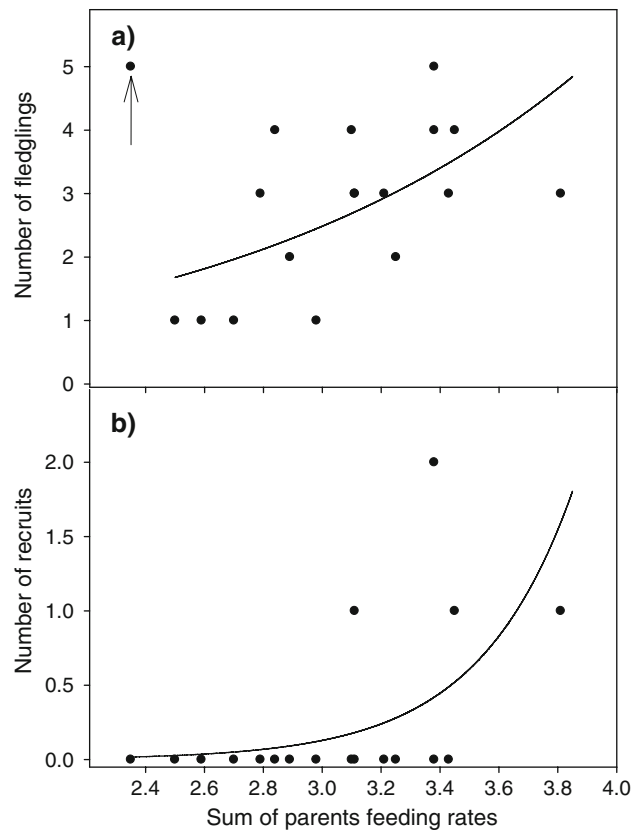 a)
Number of fledglings
5
4
3
2
1
0
b)
Number of recruits
2.0
1.5
1.0
0.5
0.0
2.4 2.6 2.8 3.0 3.2 3.4 3.6 3.8 4.0
Sum of parents feeding rates